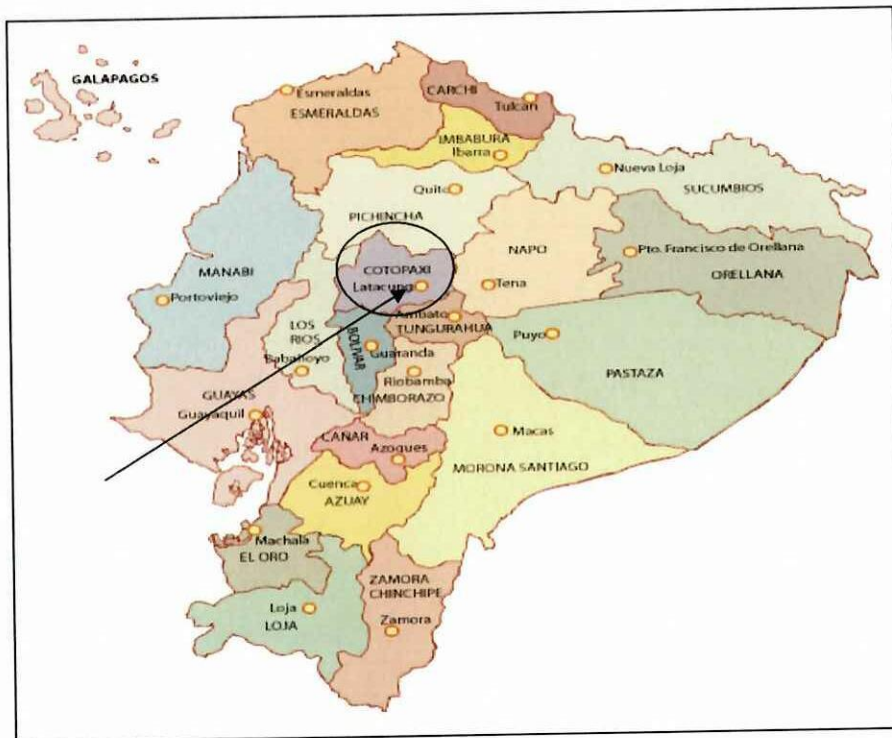 GALAPAGOS
Esmeraldas
ESMERALDAS
CARCHI
Tulcan
IMBABURA
Ibarra
Nueva Loja
SUCUMBIOS
Quito
PICHINCHA
NAPO
Pto. Francisco de Orellana
ORELLANA
MANABI
Portoviejo
COTOPAXI
Latacung
Tena
Ambato
TUNGURAHUA
LOS
RIOS
Babahoyo
BOLIVAR
Guaranda
Puyo
PASTAZA
Riobamba
CHIMBORAZO
GUAYAS
Guayaquil
Macas
MORONA SANTIAGO
CAÑAR
Azogues
Cuenca
AZUAY
Machala
EL ORO
ZAMORA
CHINCHIPE
Loja
LOJA
Zamora